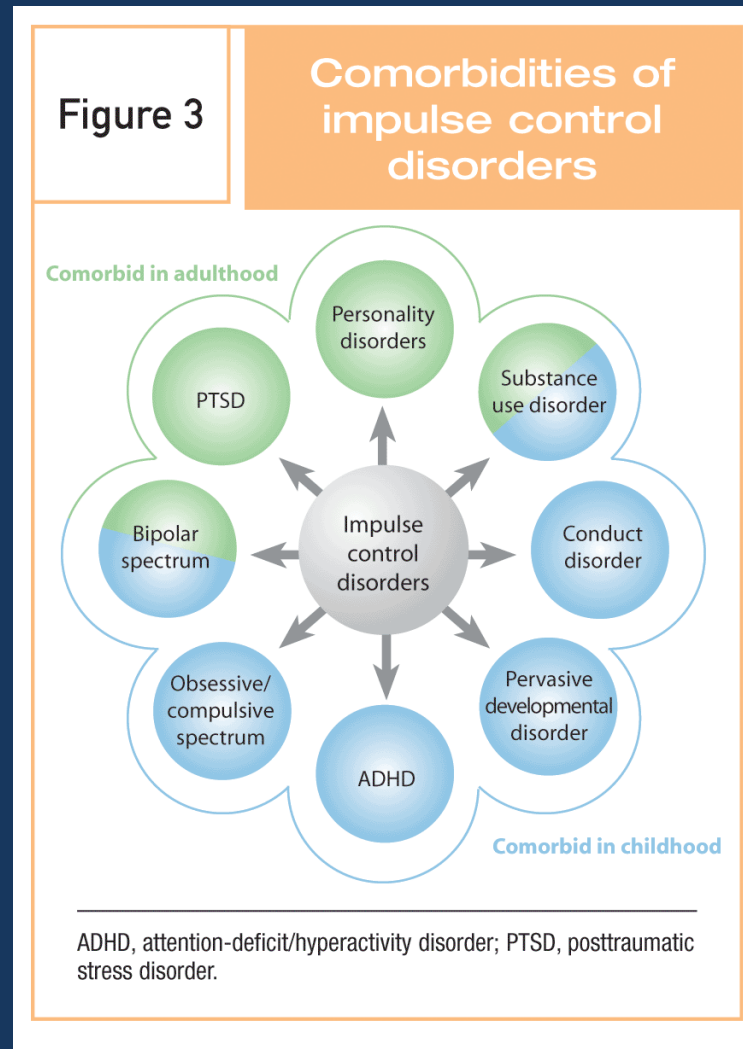 Figure 3
Comorbidities of
impulse control
disorders
Comorbid in adulthood
Personality
disorders
PTSD
Substance
use disorder
Bipolar
spectrum
Impulse
control
disorders
Conduct
disorder
Obsessive/
compulsive
spectrum
Pervasive
developmental
disorder
ADHD
Comorbid in childhood
ADHD, attention-deficit/hyperactivity disorder; PTSD, posttraumatic
stress disorder.